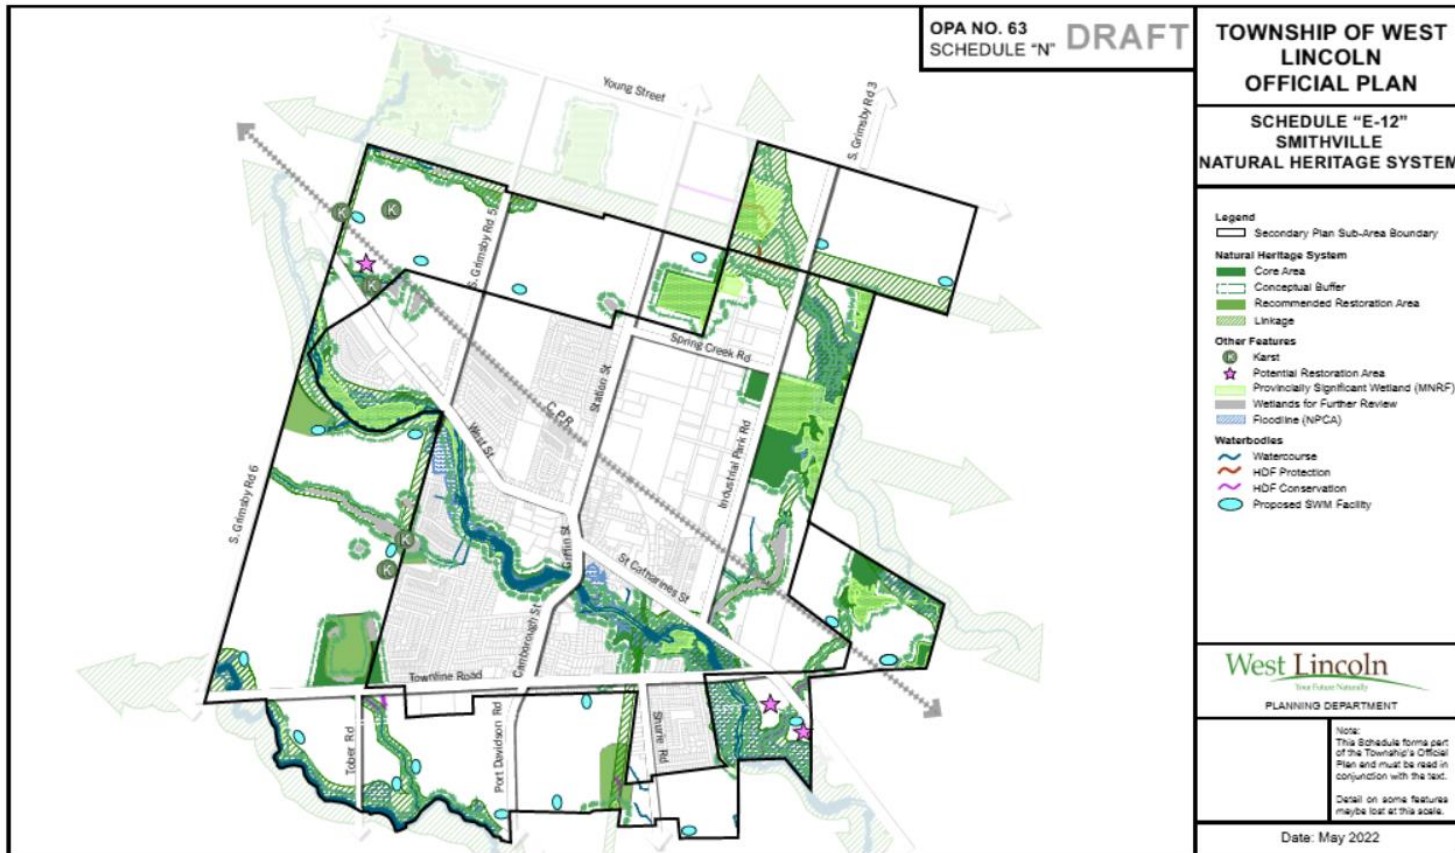 OPA NO. 63
SCHEDULE “N”
DRAFT
TOWNSHIP OF WEST
LINCOLN
OFFICIAL PLAN
SCHEDULE “E-12”
SMITHVILLE
NATURAL HERITAGE SYSTEM
Legend
Secondary Plan Sub-Area Boundary
Natural Heritage System
Core Area
Conceptual Buffer
Recommended Restoration Area
Linkage
Other Features
K Karst
Potential Restoration Area
Provincially Significant Wetland (MNRF)
Wetlands for Further Review
Floodline (NPCA)
Waterbodies
Watercourse
HDF Protection
HDF Conservation
Proposed SWM Facility
West Lincoln
Your Future Naturally
PLANNING DEPARTMENT
Note:
This Schedule forms part
of the Township's Official
Plan and must be read in
conjunction with the text.
Detail on some features
maybe lost at this scale.
Date: May 2022
Young Street
S. Grimsby Rd 3
K
K
K
S. Grimsby Rd 5
Spring Creek Rd
Station St
C.P.R.
West St
Industrial Park Rd
S. Grimsby Rd 6
K
K
Griffin St
St Catharines St
Canborough St
Townline Road
Tober Rd
Port Davidson Rd
Shurie Rd